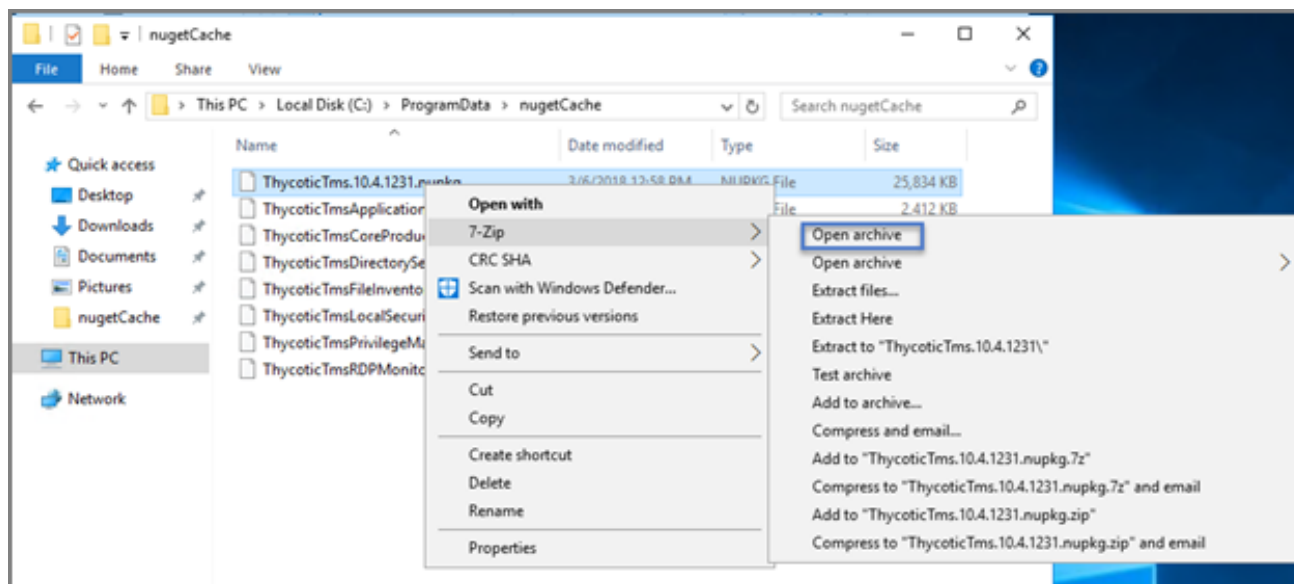 nugetCache
File Home Share View
This PC > Local Disk (C:) > ProgramData > nugetCache
Search nugetCache
Name Date modified Type Size
Quick access
Desktop
Downloads
Documents
Pictures
nugetCache
This PC
Network
ThycoticTms.10.4.1231.nupkg 3/6/2018 12:58 PM NUPKG File 25,834 KB
ThycoticTmsApplication File 2,412 KB
ThycoticTmsCoreProdu
ThycoticTmsDirectorySe
ThycoticTmsFileInvento
ThycoticTmsLocalSecuri
ThycoticTmsPrivilegeMa
ThycoticTmsRDPMonito
Open with
7-Zip
CRC SHA
Scan with Windows Defender...
Restore previous versions
Send to
Cut
Copy
Create shortcut
Delete
Rename
Properties
Open archive
Open archive
Extract files...
Extract Here
Extract to "ThycoticTms.10.4.1231\"
Test archive
Add to archive...
Compress and email...
Add to "ThycoticTms.10.4.1231.nupkg.7z"
Compress to "ThycoticTms.10.4.1231.nupkg.7z" and email
Add to "ThycoticTms.10.4.1231.nupkg.zip"
Compress to "ThycoticTms.10.4.1231.nupkg.zip" and email